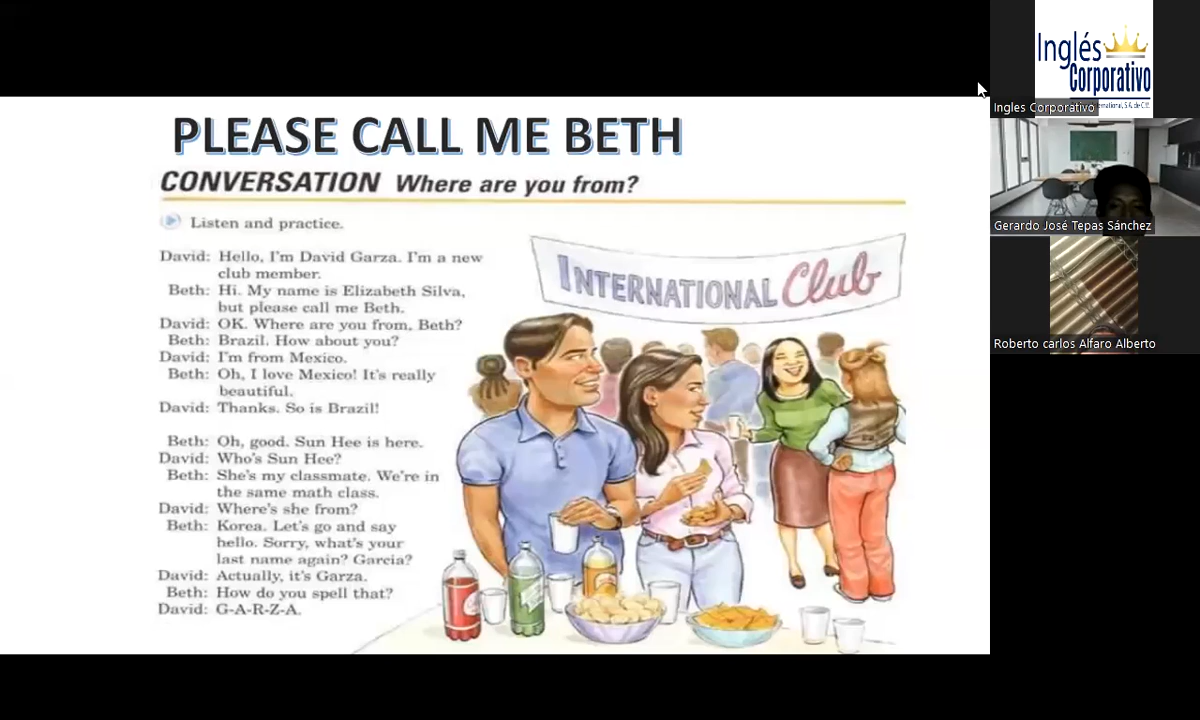 PLEASE CALL ME BETH
CONVERSATION Where are you from?
Listen and practice.
David: Hello, I'm David Garza. I'm a new
club member.
Beth: Hi. My name is Elizabeth Silva,
but please call me Beth.
David: OK. Where are you from, Beth?
Beth: Brazil. How about you?
David: I'm from Mexico.
Beth: Oh, I love Mexico! It's really
beautiful.
David: Thanks. So is Brazil!
Beth: Oh, good. Sun Hee is here.
David: Who's Sun Hee?
Beth: She's my classmate. We're in
the same math class.
David: Where's she from?
Beth: Korea. Let's go and say
hello. Sorry, what's your
last name again? Garcia?
David: Actually, it's Garza.
Beth: How do you spell that?
David: G-A-R-Z-A.
INTERNATIONAL Club
Inglés
Corporativo
S.A. de C.V.
Ingles Corporativo
Gerardo José Tepas Sánchez
Roberto carlos Alfaro Alberto